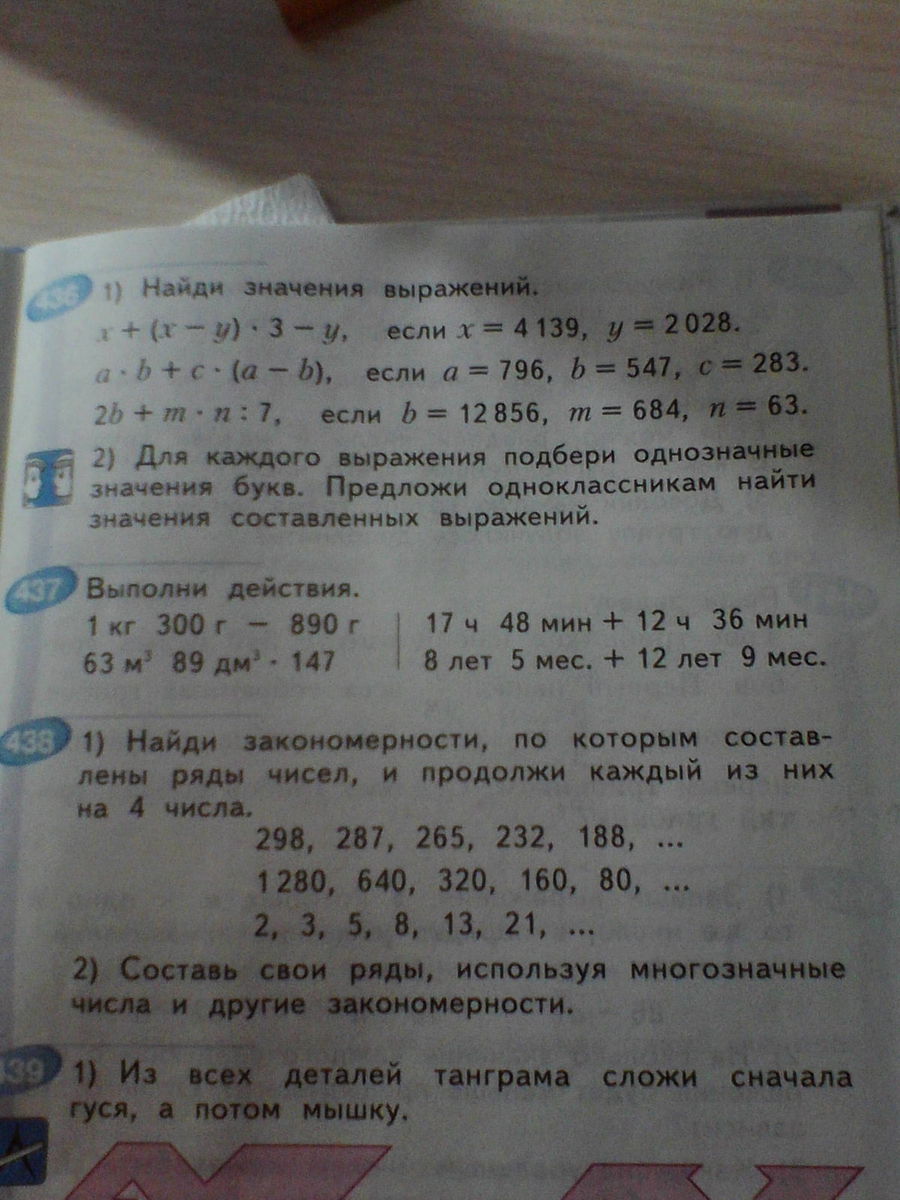 436 1) Найди значения выражений.
x + (x − y) · 3 − y, если x = 4 139, y = 2 028.
a · b + c · (a − b), если a = 796, b = 547, c = 283.
2b + m · n : 7, если b = 12 856, m = 684, n = 63.
2) Для каждого выражения подбери однозначные
значения букв. Предложи одноклассникам найти
значения составленных выражений.
437 Выполни действия.
1 кг 300 г − 890 г
63 м³ 89 дм³ · 147
17 ч 48 мин + 12 ч 36 мин
8 лет 5 мес. + 12 лет 9 мес.
438 1) Найди закономерности, по которым состав-
лены ряды чисел, и продолжи каждый из них
на 4 числа.
298, 287, 265, 232, 188, ...
1 280, 640, 320, 160, 80, ...
2, 3, 5, 8, 13, 21, ...
2) Составь свои ряды, используя многозначные
числа и другие закономерности.
39 1) Из всех деталей танграма сложи сначала
гуся, а потом мышку.